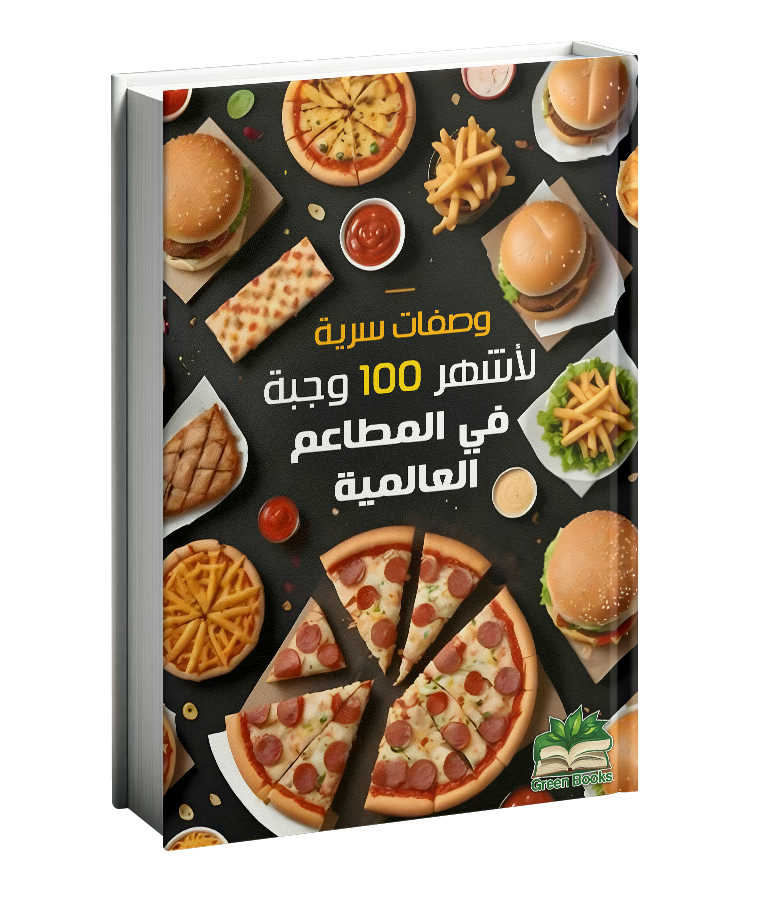 وصفات سرية
لأشهر 100 وجبة
في المطاعم
العالمية
Green Books